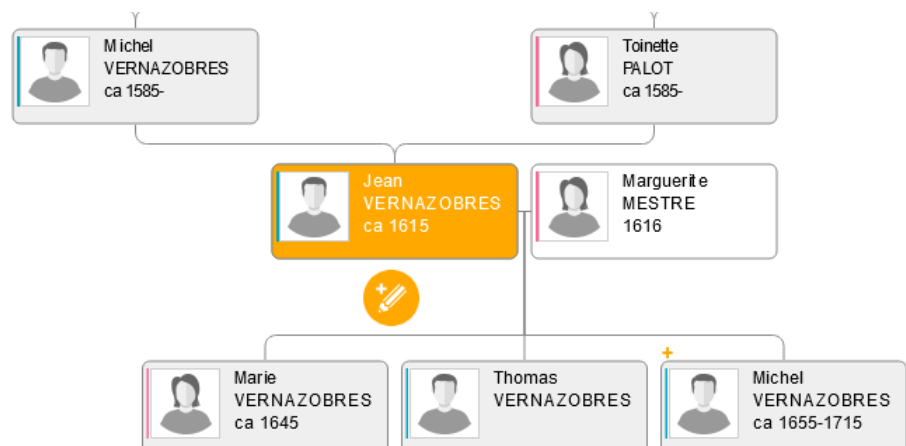 Michel
VERNAZOBRES
ca 1585-
Toinette
PALOT
ca 1585-
Jean
VERNAZOBRES
ca 1615
Marguerite
MESTRE
1616
Marie
VERNAZOBRES
ca 1645
Thomas
VERNAZOBRES
Michel
VERNAZOBRES
ca 1655-1715